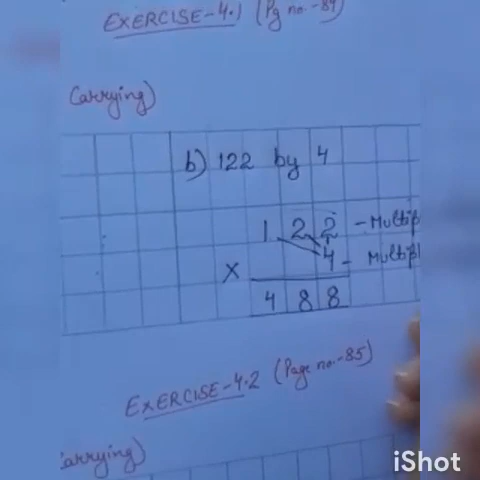 EXERCISE-4.1 (Pg no.-84)
Carrying)
b) 122 by 4
1 2 2 - Multip
X 4 - Multipl
4 8 8
EXERCISE-4.2 (Page no.-85)
Carrying)
iShot